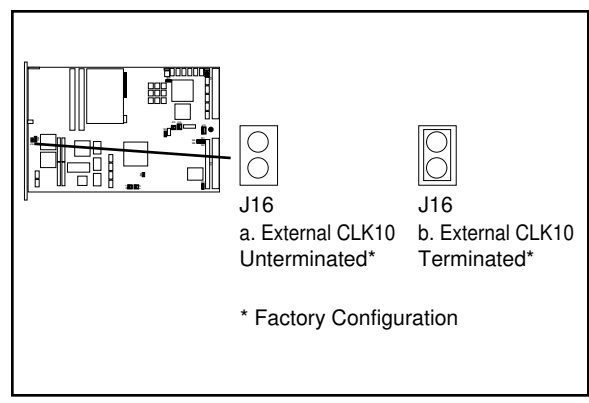 J16
a. External CLK10
Unterminated*
J16
b. External CLK10
Terminated*
* Factory Configuration